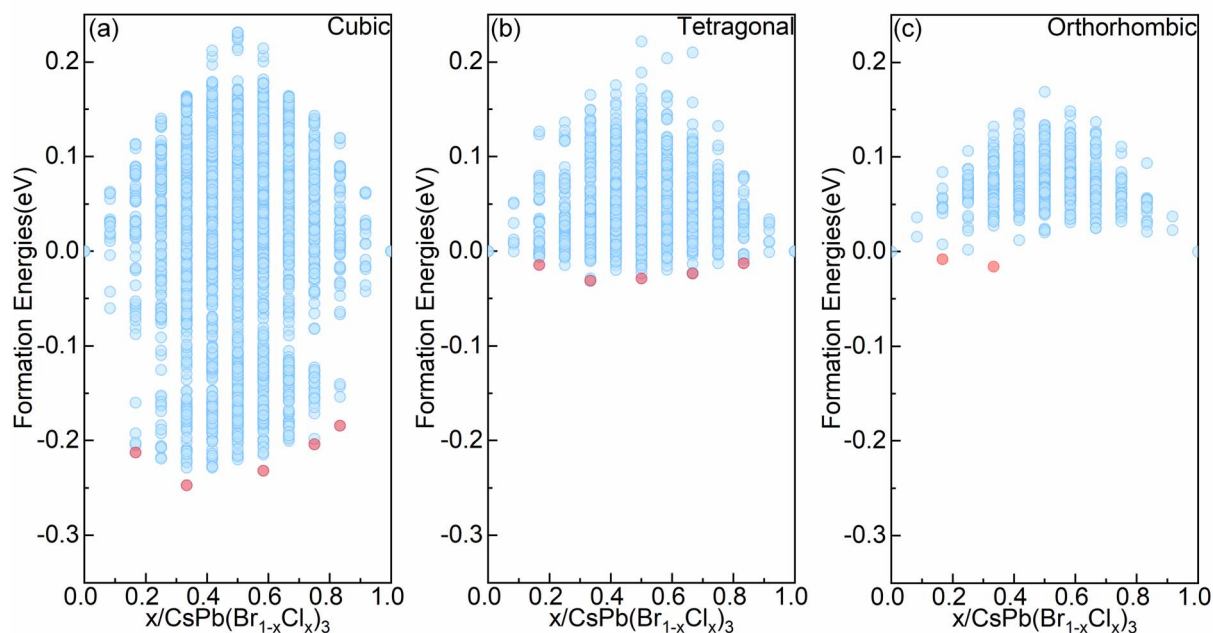 (a) Cubic
0.2
0.1
0.0
-0.1
-0.2
-0.3
Formation Energies(eV)
0.0 0.2 0.4 0.6 0.8 1.0
x/CsPb(Br1-xClx)3
(b) Tetragonal
0.2
0.1
0.0
-0.1
-0.2
-0.3
Formation Energies(eV)
0.0 0.2 0.4 0.6 0.8 1.0
x/CsPb(Br1-xClx)3
(c) Orthorhombic
0.2
0.1
0.0
-0.1
-0.2
-0.3
Formation Energies(eV)
0.0 0.2 0.4 0.6 0.8 1.0
x/CsPb(Br1-xClx)3